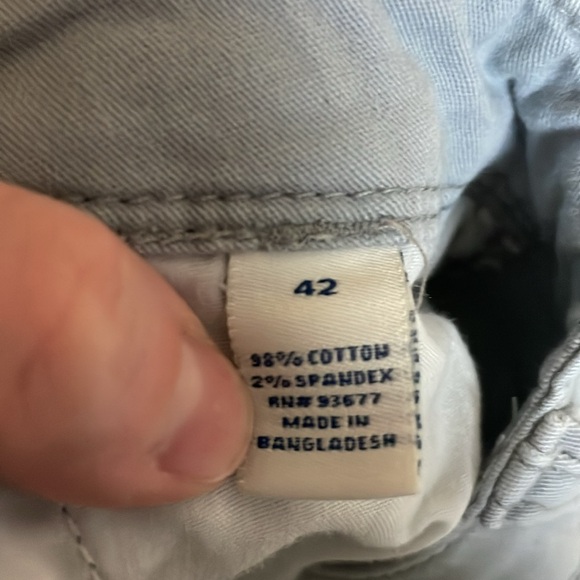 42
98% COTTON
2% SPANDEX
RN# 93677
MADE IN
BANGLADESH